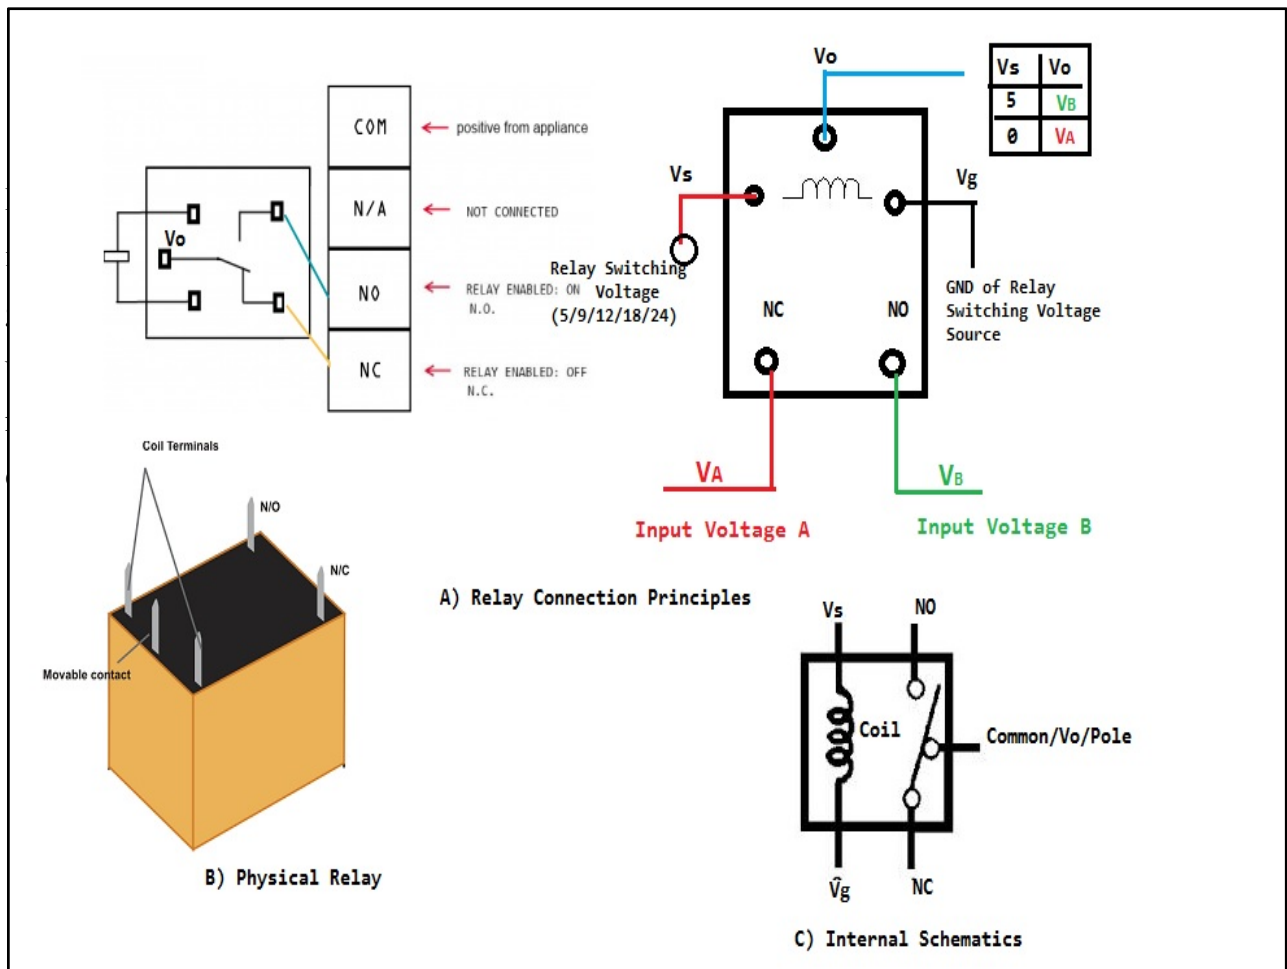 COM
positive from appliance
N/A
NOT CONNECTED
Vo
NO
RELAY ENABLED: ON
N.O.
NC
RELAY ENABLED: OFF
N.C.
Vo
Vs Vo
5 VB
0 VA
Vs
Vg
Relay Switching
Voltage
(5/9/12/18/24)
GND of Relay
Switching Voltage
Source
NC
NO
VA
VB
Input Voltage A
Input Voltage B
A) Relay Connection Principles
Coil Terminals
N/O
N/C
Movable contact
B) Physical Relay
Vs
NO
Coil
Common/Vo/Pole
Vg
NC
C) Internal Schematics